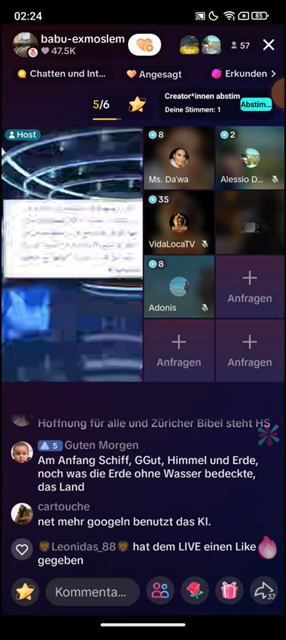 02:24
85
babu-exmoslem
47.5K
57
Chatten und Int...
Angesagt
Erkunden
5/6
Creator*innen abstim
Deine Stimmen: 1
Abstim...
Host
8
2
Ms. Da'wa
Alessio D...
35
VidaLocaTV
Anfragen
8
Adonis
Anfragen
Anfragen
Anfragen
Hoffnung für alle und Züricher Bibel steht HS
5 Guten Morgen
Am Anfang Schiff, GGut, Himmel und Erde,
noch was die Erde ohne Wasser bedeckte,
das Land
cartouche
net mehr googeln benutzt das KI.
Leonidas_88 hat dem LIVE einen Like
gegeben
Kommenta...
37